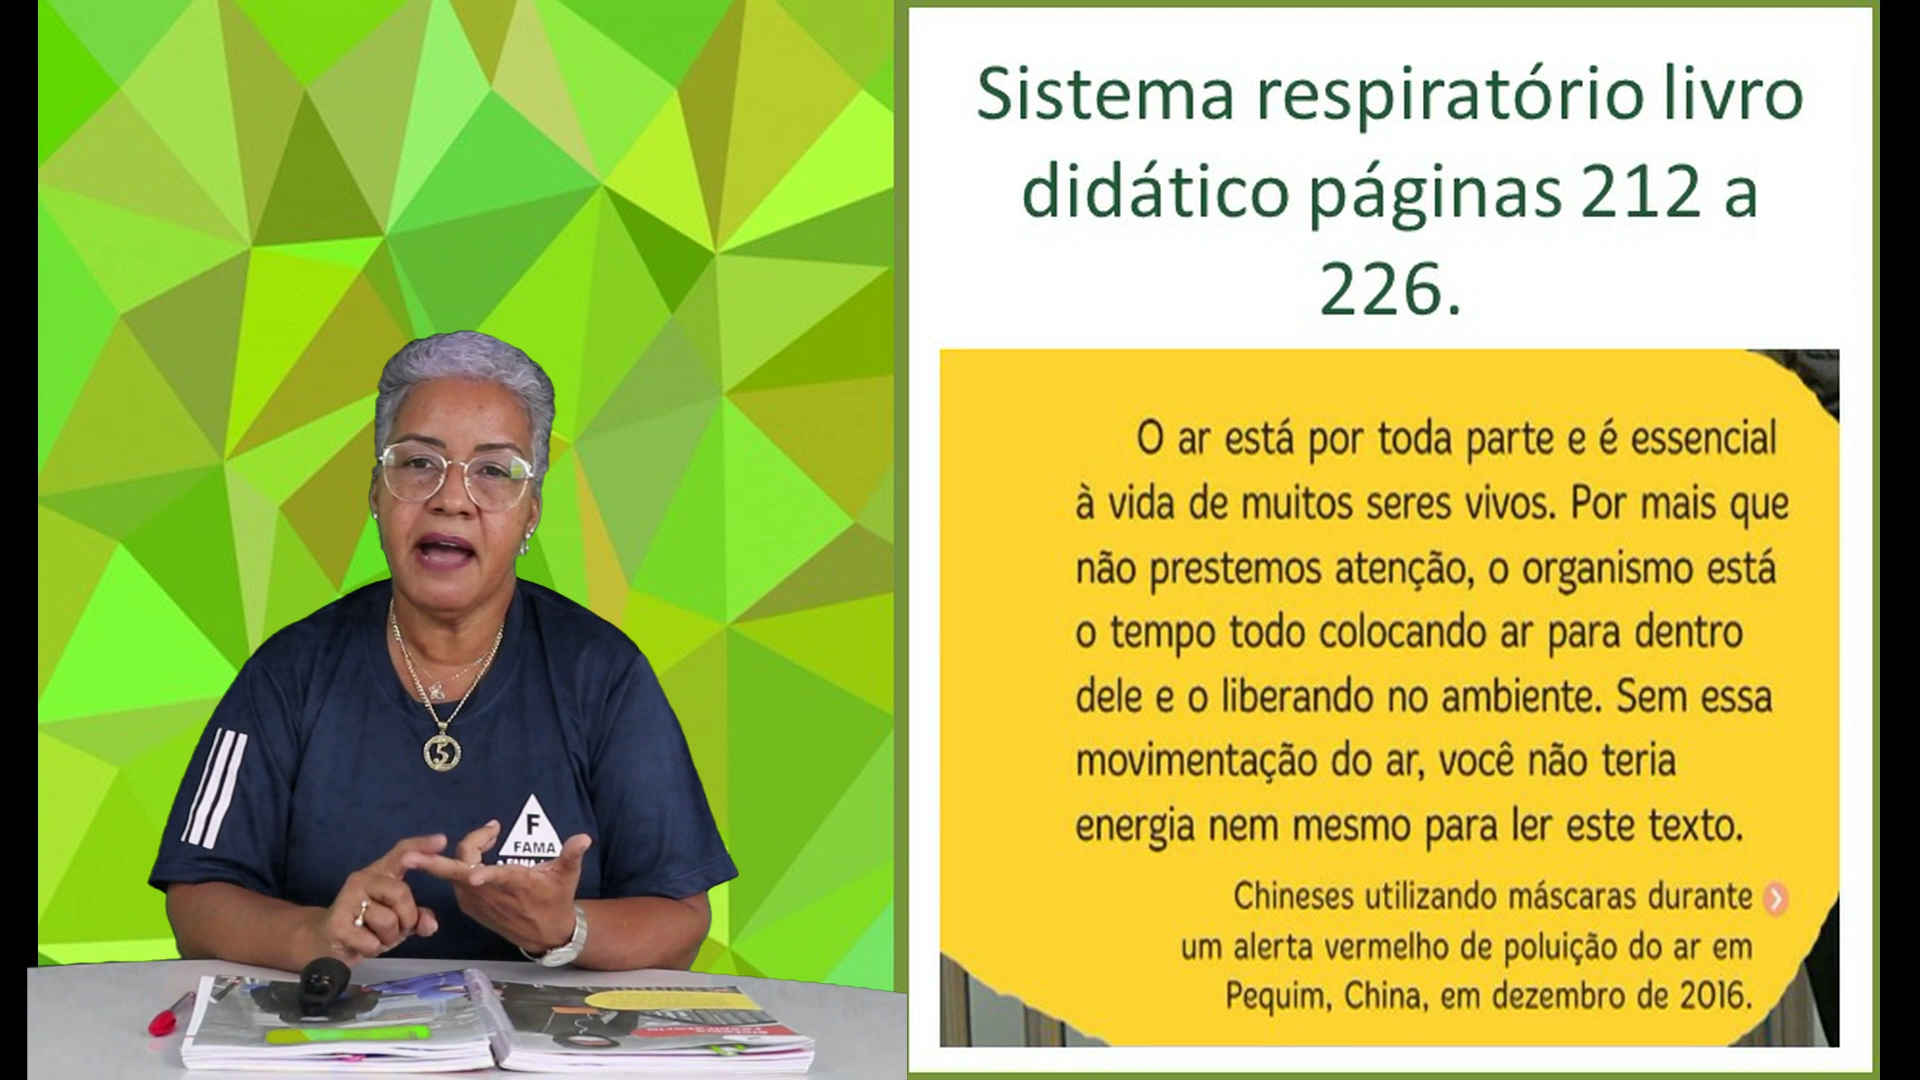 Sistema respiratório livro
didático páginas 212 a
226.
O ar está por toda parte e é essencial
à vida de muitos seres vivos. Por mais que
não prestemos atenção, o organismo está
o tempo todo colocando ar para dentro
dele e o liberando no ambiente. Sem essa
movimentação do ar, você não teria
energia nem mesmo para ler este texto.
Chineses utilizando máscaras durante
um alerta vermelho de poluição do ar em
Pequim, China, em dezembro de 2016.
5
F
FAMA